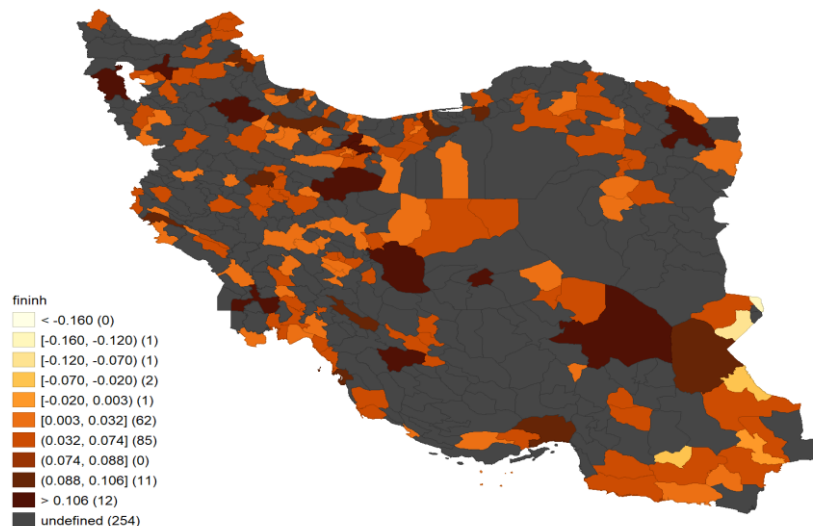 fininh
< -0.160 (0)
[-0.160, -0.120) (1)
[-0.120, -0.070) (1)
[-0.070, -0.020) (2)
[-0.020, 0.003) (1)
[0.003, 0.032] (62)
(0.032, 0.074] (85)
(0.074, 0.088] (0)
(0.088, 0.106] (11)
> 0.106 (12)
undefined (254)